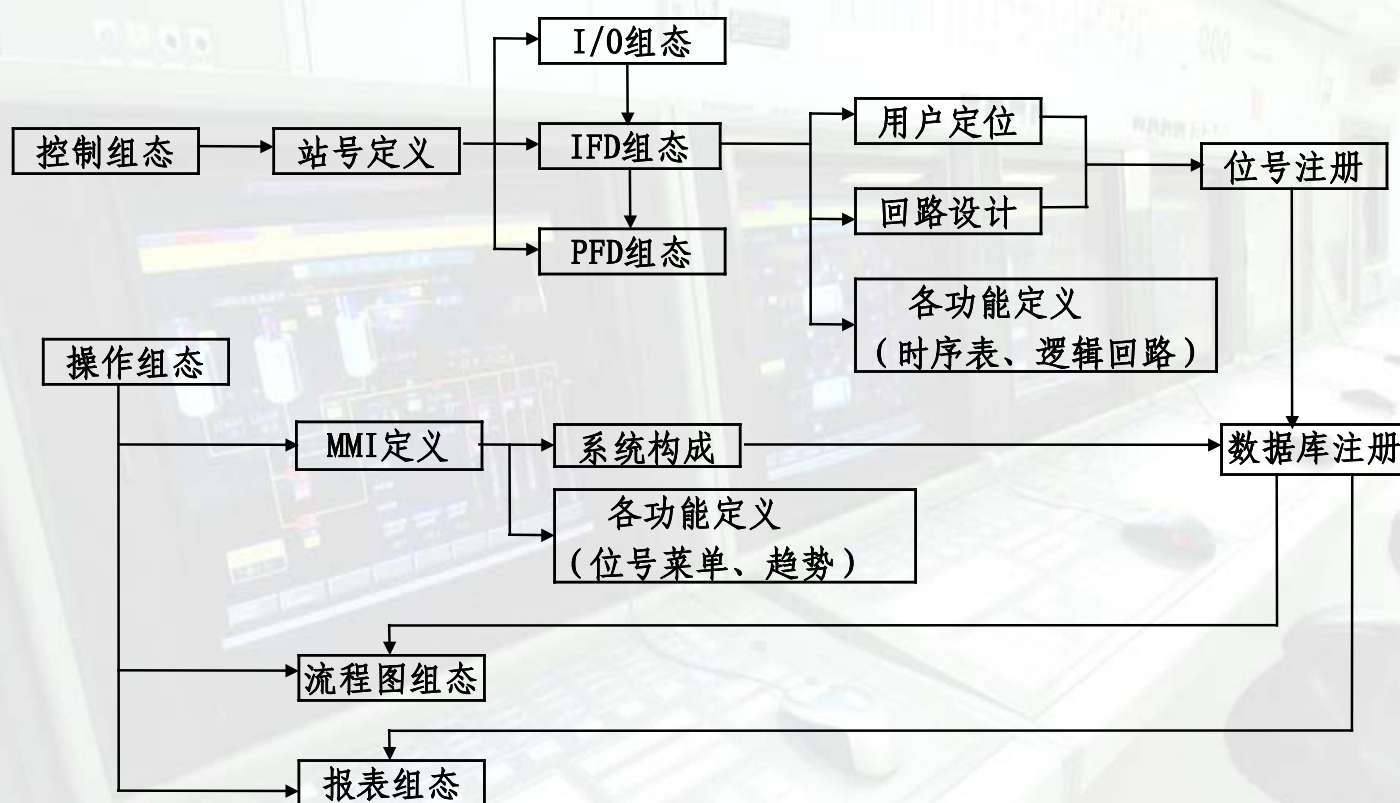 I/O组态
控制组态
站号定义
IFD组态
用户定位
位号注册
回路设计
PFD组态
各功能定义
（时序表、逻辑回路）
操作组态
MMI定义
系统构成
数据库注册
各功能定义
（位号菜单、趋势）
流程图组态
报表组态